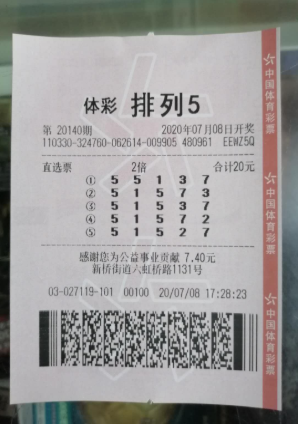 体彩 排列5
第 20140期 2020年07月08日开奖
110330-324760-062614-009905 480961 EEWZ5Q
直选票 2倍 合计20元
① 5 5 1 3 7
② 5 1 5 7 3
③ 5 1 5 3 7
④ 5 1 5 7 2
⑤ 5 1 5 2 7
感谢您为公益事业贡献 7.40元
新桥街道六虹桥路1131号
03-027119-101 00100 20/07/08 17:28:23
中国体育彩票
中国体育彩票
中国体育彩票